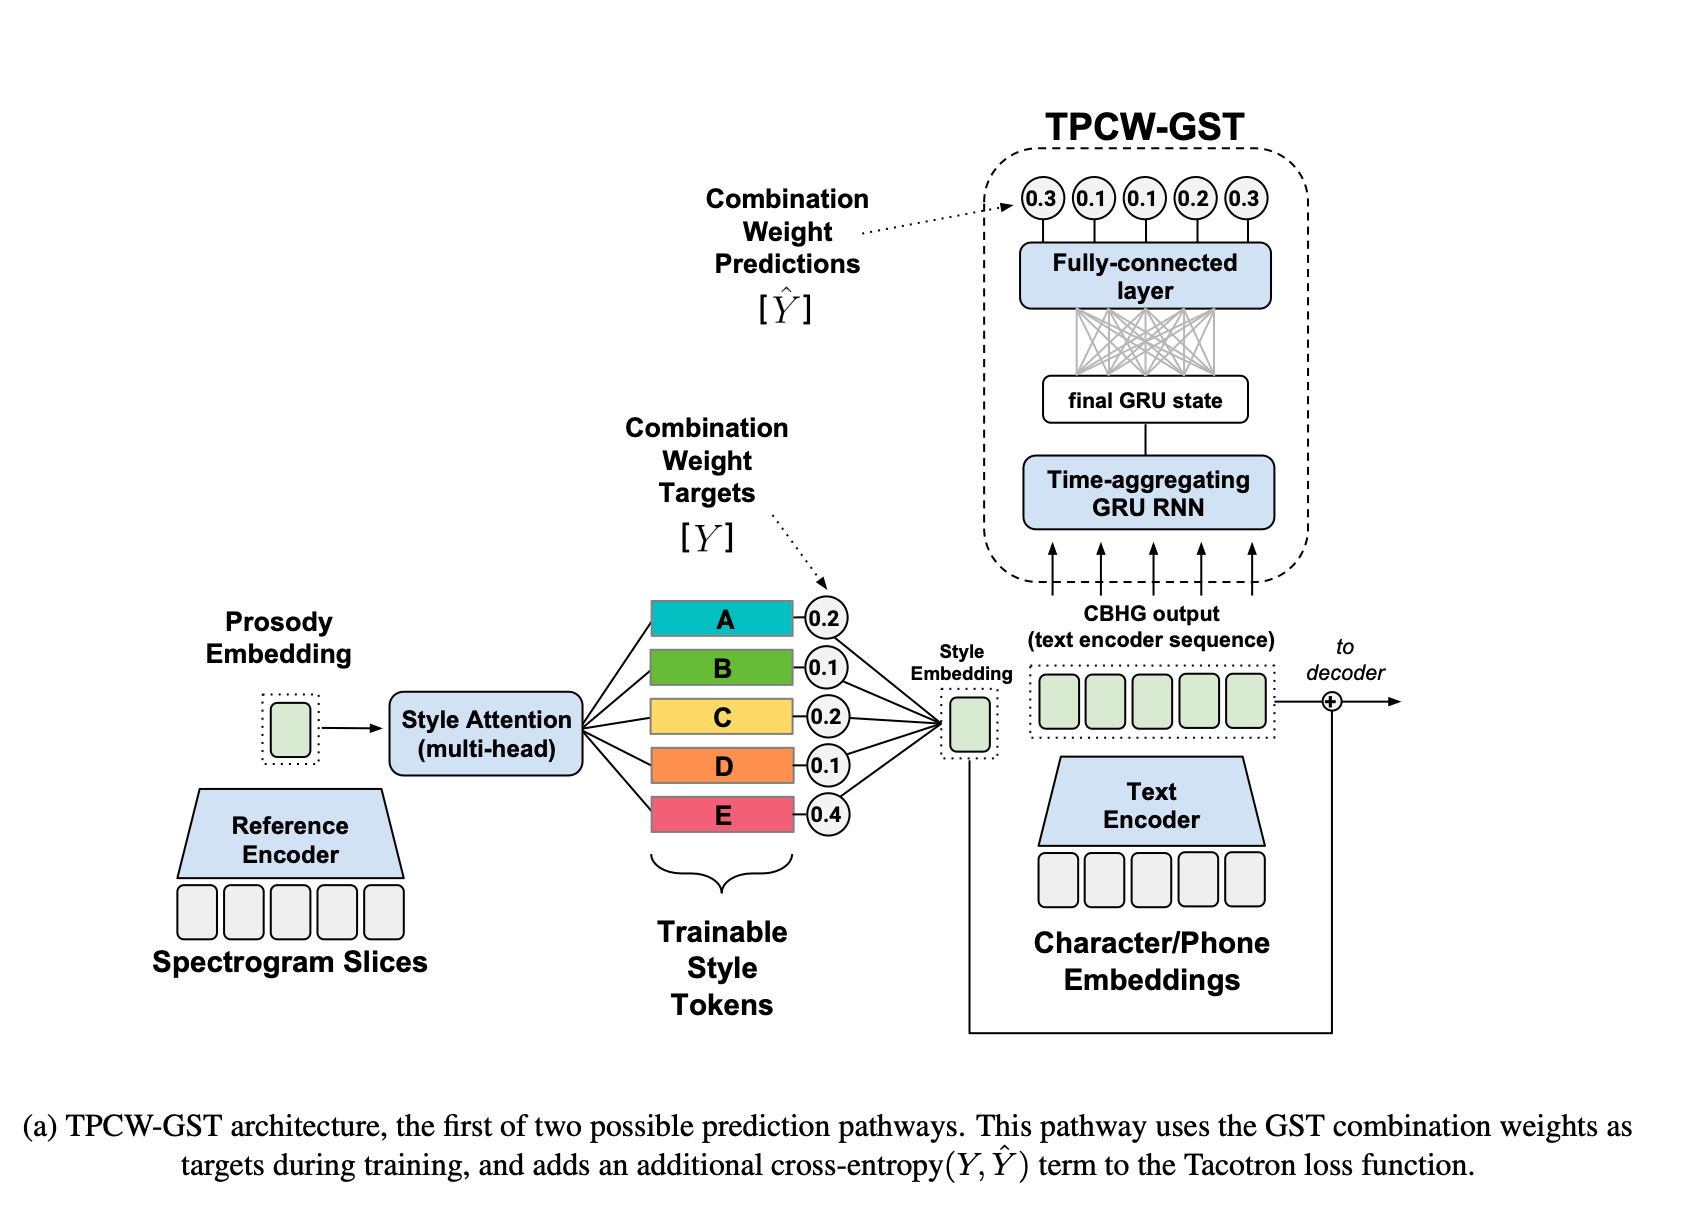 TPCW-GST
Combination
Weight
Predictions
[Ŷ]
0.3 0.1 0.1 0.2 0.3
Fully-connected
layer
final GRU state
Time-aggregating
GRU RNN
Combination
Weight
Targets
[Y]
CBHG output
(text encoder sequence)
Prosody
Embedding
Style Attention
(multi-head)
A 0.2
B 0.1
C 0.2
D 0.1
E 0.4
Style
Embedding
to
decoder
+
Reference
Encoder
Text
Encoder
Spectrogram Slices
Trainable
Style
Tokens
Character/Phone
Embeddings
(a) TPCW-GST architecture, the first of two possible prediction pathways. This pathway uses the GST combination weights as
targets during training, and adds an additional cross-entropy(Y, Ŷ) term to the Tacotron loss function.